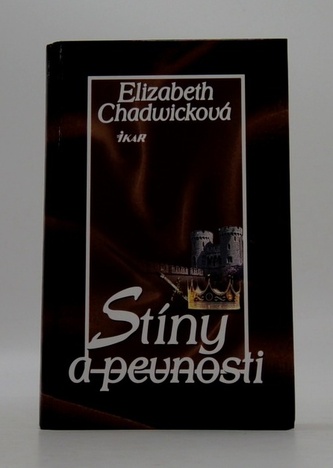 Elizabeth
Chadwicková
IKAR
Stíny
a pevnosti